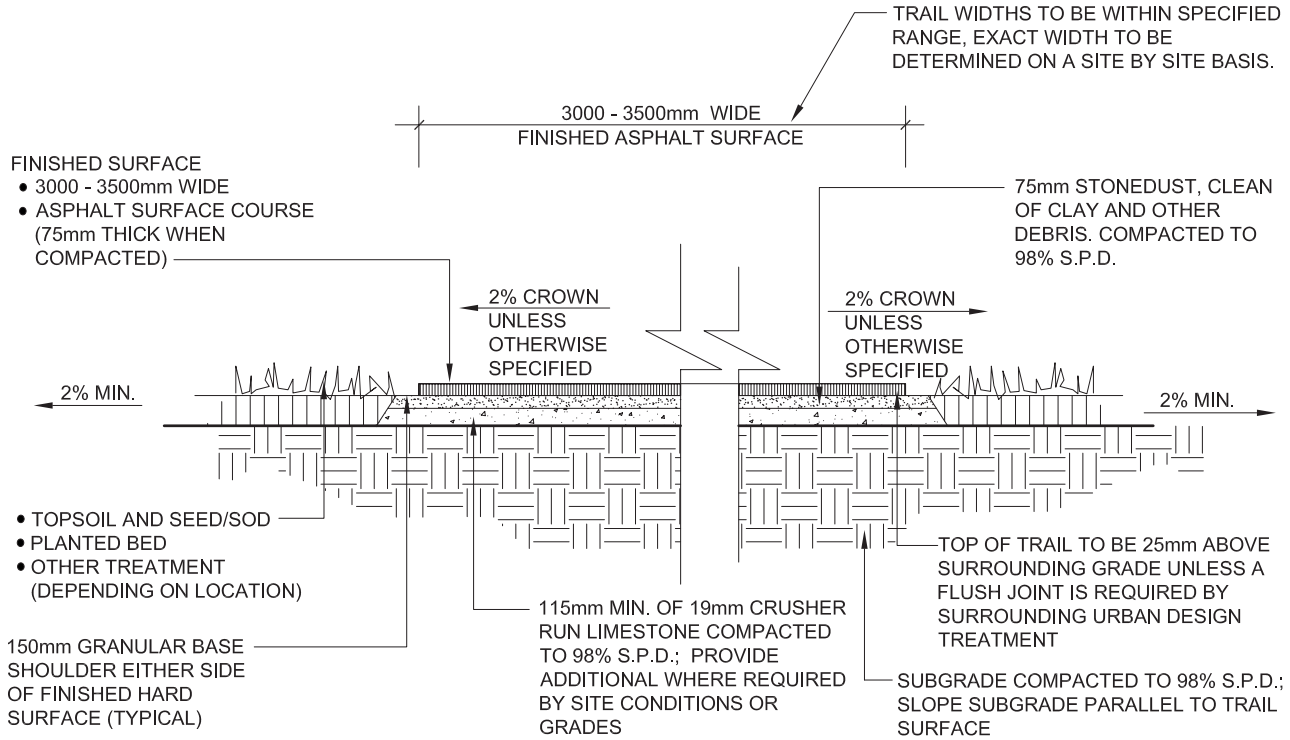 TRAIL WIDTHS TO BE WITHIN SPECIFIED
RANGE, EXACT WIDTH TO BE
DETERMINED ON A SITE BY SITE BASIS.
3000 - 3500mm WIDE
FINISHED ASPHALT SURFACE
FINISHED SURFACE
• 3000 - 3500mm WIDE
• ASPHALT SURFACE COURSE
(75mm THICK WHEN
COMPACTED)
75mm STONEDUST, CLEAN
OF CLAY AND OTHER
DEBRIS. COMPACTED TO
98% S.P.D.
2% CROWN
UNLESS
OTHERWISE
SPECIFIED
2% CROWN
UNLESS
OTHERWISE
SPECIFIED
2% MIN.
2% MIN.
• TOPSOIL AND SEED/SOD
• PLANTED BED
• OTHER TREATMENT
(DEPENDING ON LOCATION)
150mm GRANULAR BASE
SHOULDER EITHER SIDE
OF FINISHED HARD
SURFACE (TYPICAL)
115mm MIN. OF 19mm CRUSHER
RUN LIMESTONE COMPACTED
TO 98% S.P.D.; PROVIDE
ADDITIONAL WHERE REQUIRED
BY SITE CONDITIONS OR
GRADES
TOP OF TRAIL TO BE 25mm ABOVE
SURROUNDING GRADE UNLESS A
FLUSH JOINT IS REQUIRED BY
SURROUNDING URBAN DESIGN
TREATMENT
SUBGRADE COMPACTED TO 98% S.P.D.;
SLOPE SUBGRADE PARALLEL TO TRAIL
SURFACE